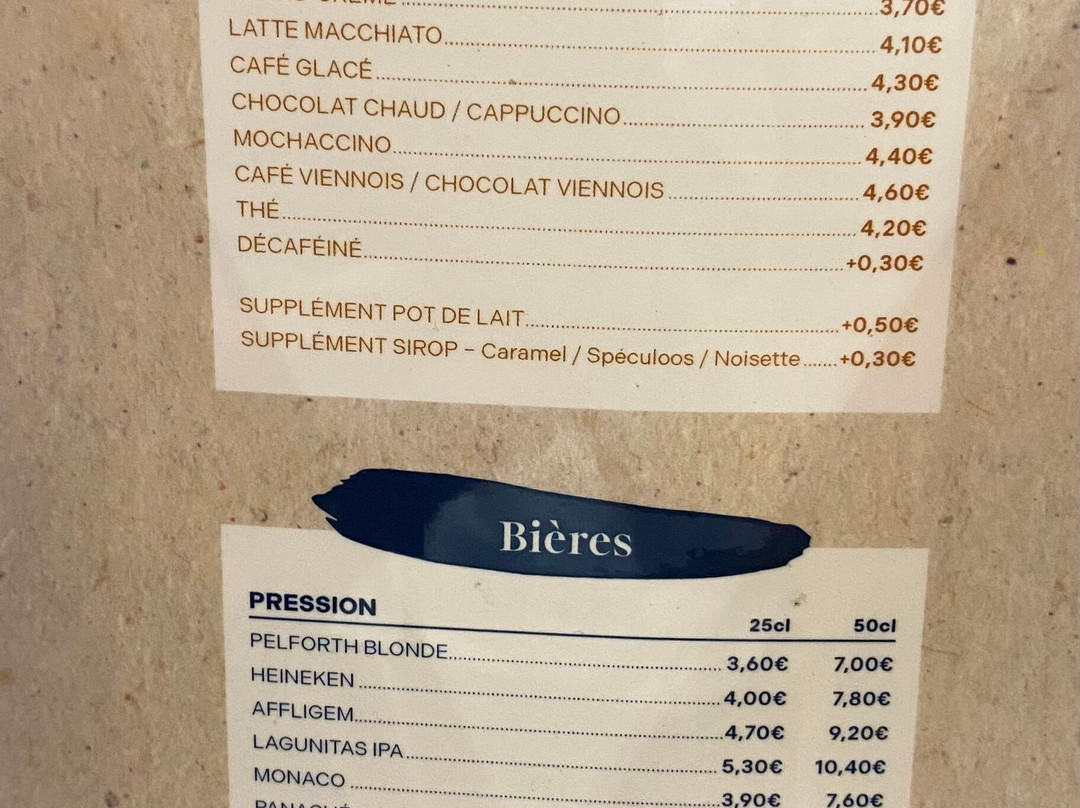 CRÈME 3,70€
LATTE MACCHIATO 4,10€
CAFÉ GLACÉ 4,30€
CHOCOLAT CHAUD / CAPPUCCINO 3,90€
MOCHACCINO 4,40€
CAFÉ VIENNOIS / CHOCOLAT VIENNOIS 4,60€
THÉ 4,20€
DÉCAFÉINÉ +0,30€
SUPPLÉMENT POT DE LAIT +0,50€
SUPPLÉMENT SIROP – Caramel / Spéculoos / Noisette +0,30€
Bières
PRESSION 25cl 50cl
PELFORTH BLONDE 3,60€ 7,00€
HEINEKEN 4,00€ 7,80€
AFFLIGEM 4,70€ 9,20€
LAGUNITAS IPA 5,30€ 10,40€
MONACO 3,90€ 7,60€